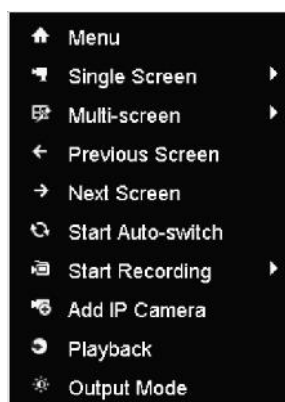 Menu
Single Screen
Multi-screen
Previous Screen
Next Screen
Start Auto-switch
Start Recording
Add IP Camera
Playback
Output Mode